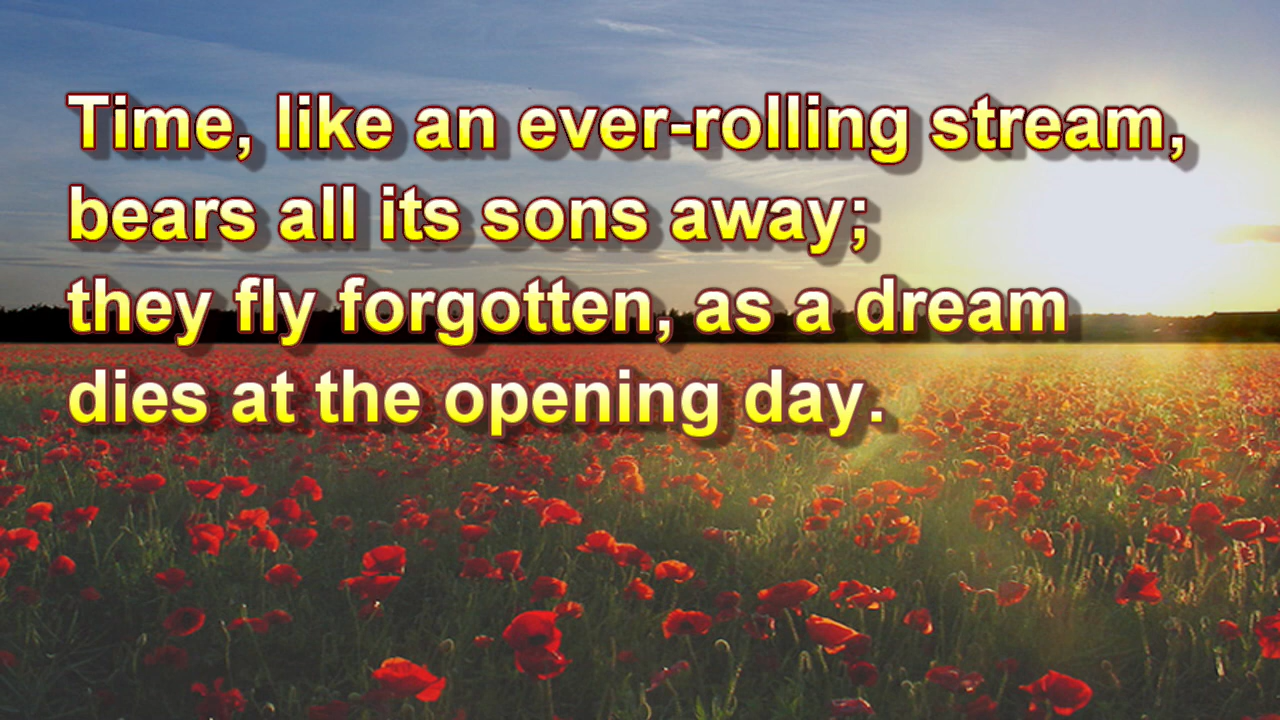 Time, like an ever-rolling stream,
bears all its sons away;
they fly forgotten, as a dream
dies at the opening day.